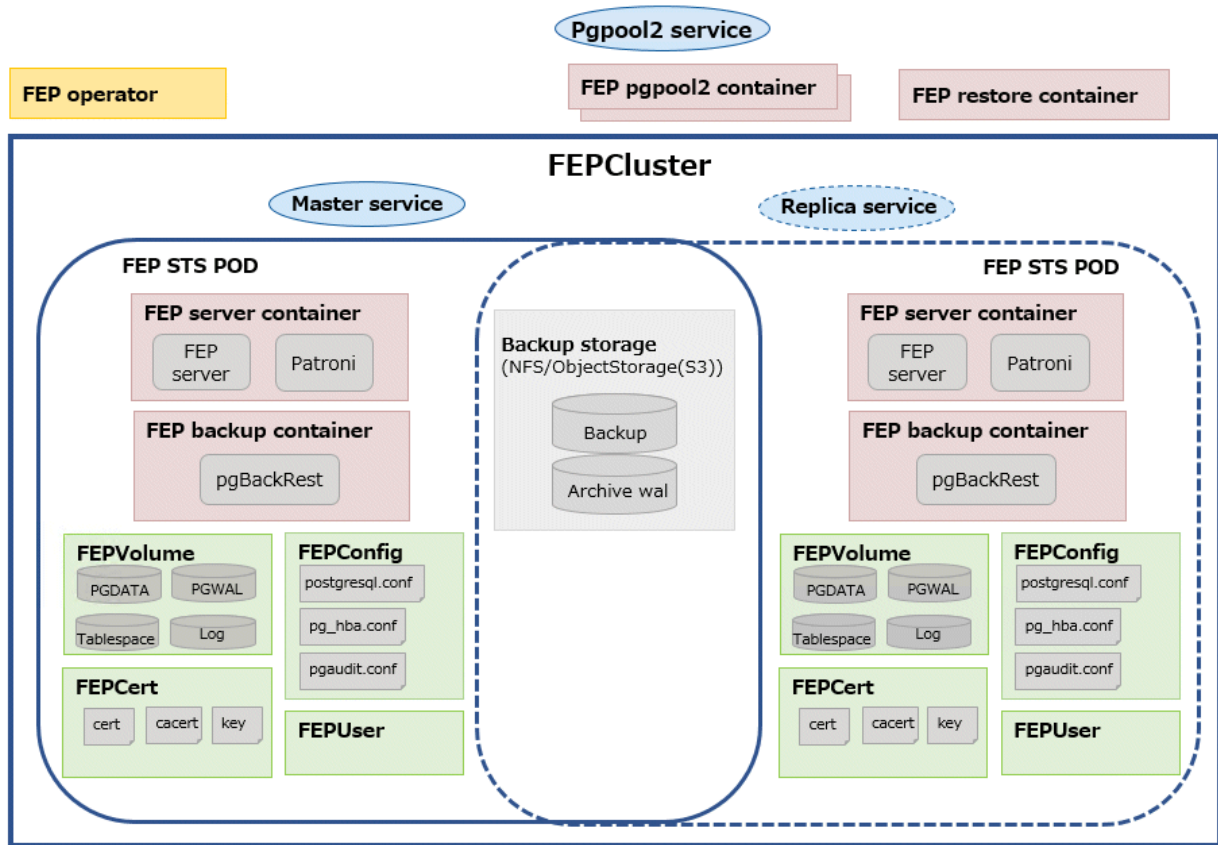 Pgpool2 service
FEP operator
FEP pgpool2 container
FEP restore container
FEPCluster
Master service
Replica service
FEP STS POD
FEP server container
FEP
server
Patroni
FEP backup container
pgBackRest
FEPVolume
PGDATA
PGWAL
Tablespace
Log
FEPConfig
postgresql.conf
pg_hba.conf
pgaudit.conf
FEPCert
cert
cacert
key
FEPUser
Backup storage
(NFS/ObjectStorage(S3))
Backup
Archive wal
FEP STS POD
FEP server container
FEP
server
Patroni
FEP backup container
pgBackRest
FEPVolume
PGDATA
PGWAL
Tablespace
Log
FEPConfig
postgresql.conf
pg_hba.conf
pgaudit.conf
FEPCert
cert
cacert
key
FEPUser